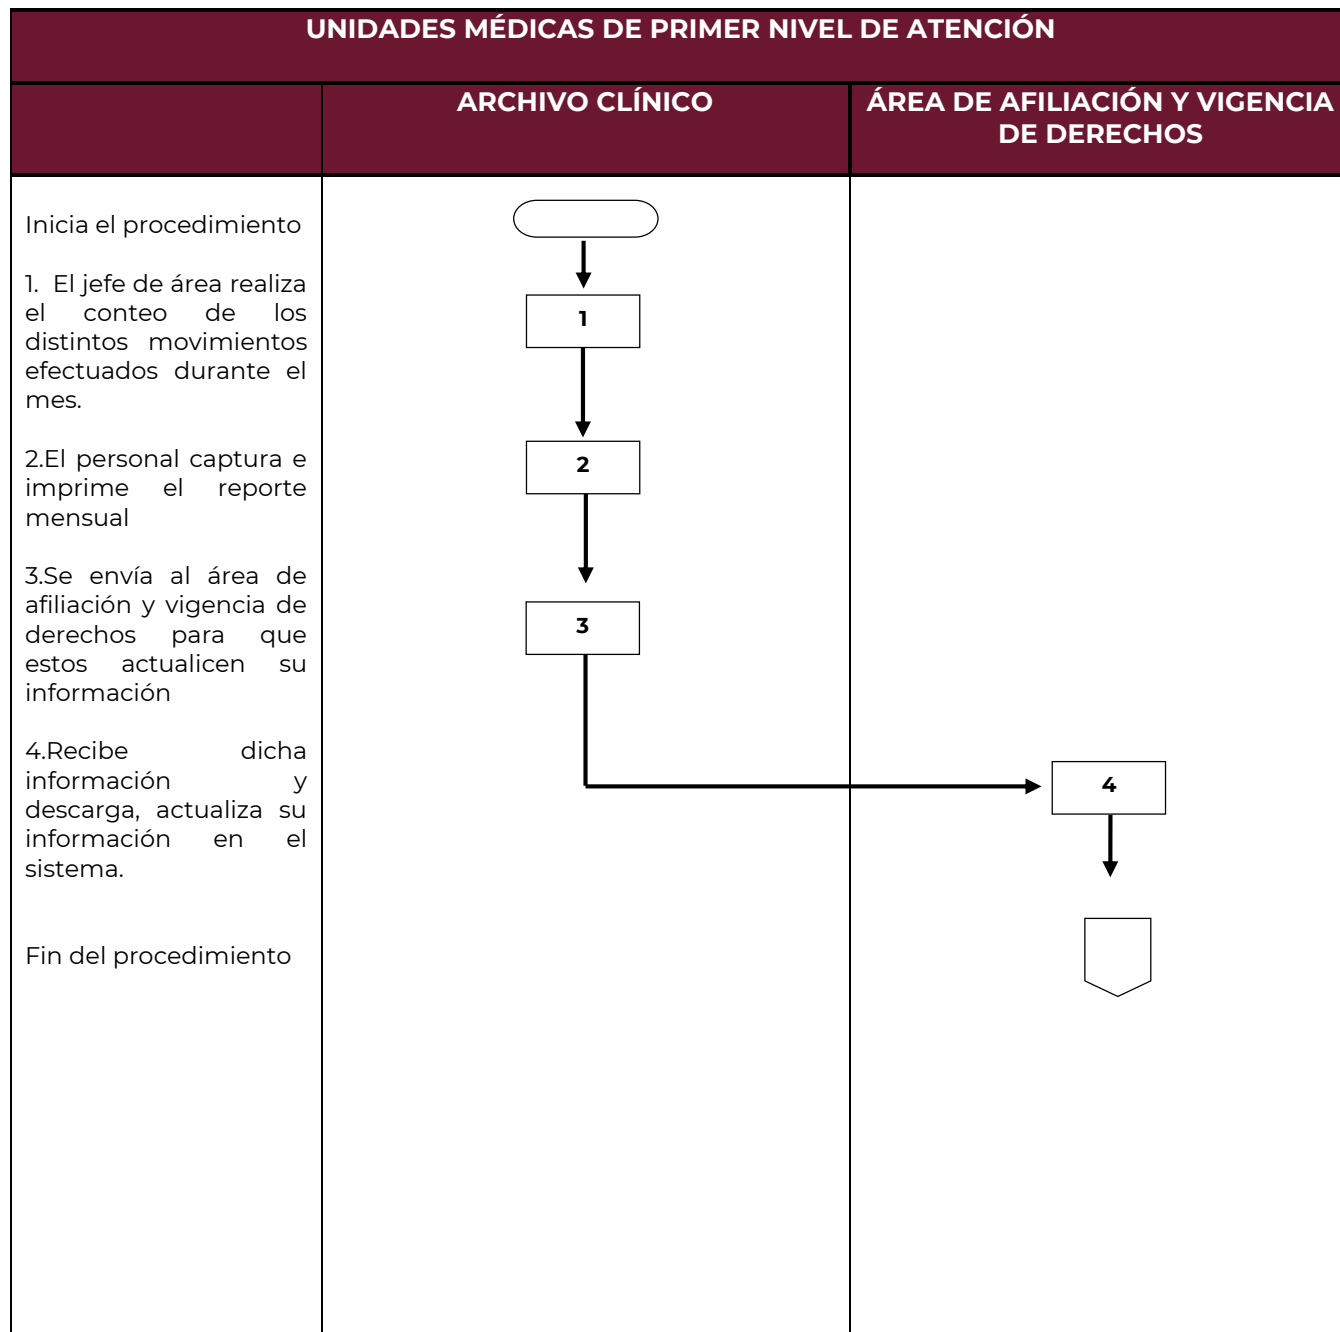 UNIDADES MÉDICAS DE PRIMER NIVEL DE ATENCIÓN
ARCHIVO CLÍNICO
ÁREA DE AFILIACIÓN Y VIGENCIA
DE DERECHOS
Inicia el procedimiento
1. El jefe de área realiza
el conteo de los
distintos movimientos
efectuados durante el
mes.
2.El personal captura e
imprime el reporte
mensual
3.Se envía al área de
afiliación y vigencia de
derechos para que
estos actualicen su
información
4.Recibe dicha
información y
descarga, actualiza su
información en el
sistema.
Fin del procedimiento
1
2
3
4